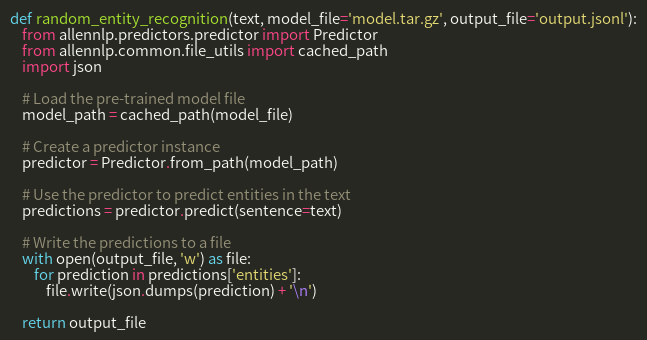 def random_entity_recognition(text, model_file='model.tar.gz', output_file='output.jsonl'):
    from allennlp.predictors.predictor import Predictor
    from allennlp.common.file_utils import cached_path
    import json

    # Load the pre-trained model file
    model_path = cached_path(model_file)

    # Create a predictor instance
    predictor = Predictor.from_path(model_path)

    # Use the predictor to predict entities in the text
    predictions = predictor.predict(sentence=text)

    # Write the predictions to a file
    with open(output_file, 'w') as file:
        for prediction in predictions['entities']:
            file.write(json.dumps(prediction) + '\n')

    return output_file